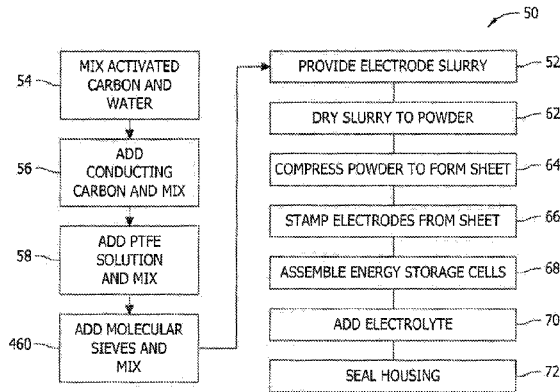 50
54
MIX ACTIVATED
CARBON AND
WATER
56
ADD
CONDUCTING
CARBON AND MIX
58
ADD PTFE
SOLUTION
AND MIX
460
ADD MOLECULAR
SIEVES AND
MIX
PROVIDE ELECTRODE SLURRY 52
DRY SLURRY TO POWDER 62
COMPRESS POWDER TO FORM SHEET 64
STAMP ELECTRODES FROM SHEET 66
ASSEMBLE ENERGY STORAGE CELLS 68
ADD ELECTROLYTE 70
SEAL HOUSING 72